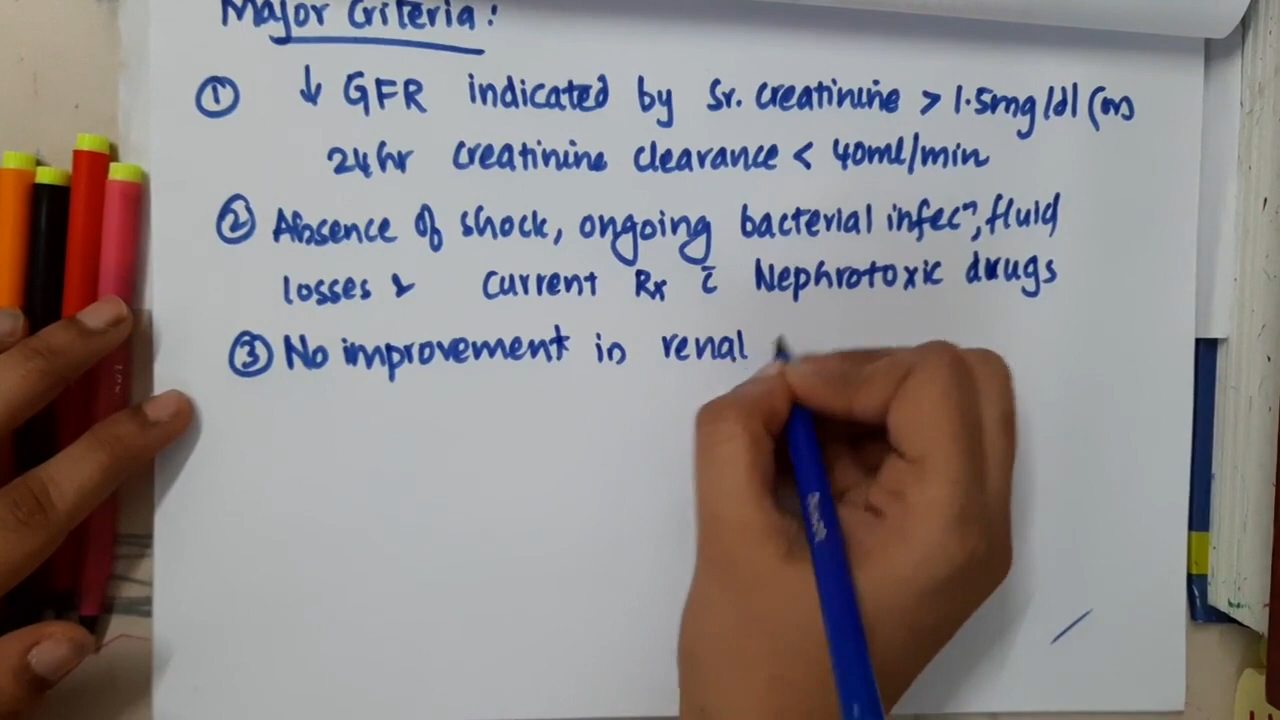 Major Criteria:
① ↓ GFR indicated by Sr. creatinine > 1.5mg/dl (or)
24hr creatinine clearance < 40ml/min
② Absence of shock, ongoing bacterial infecⁿ, fluid
losses & current Rx c̄ Nephrotoxic drugs
③ No improvement in renal